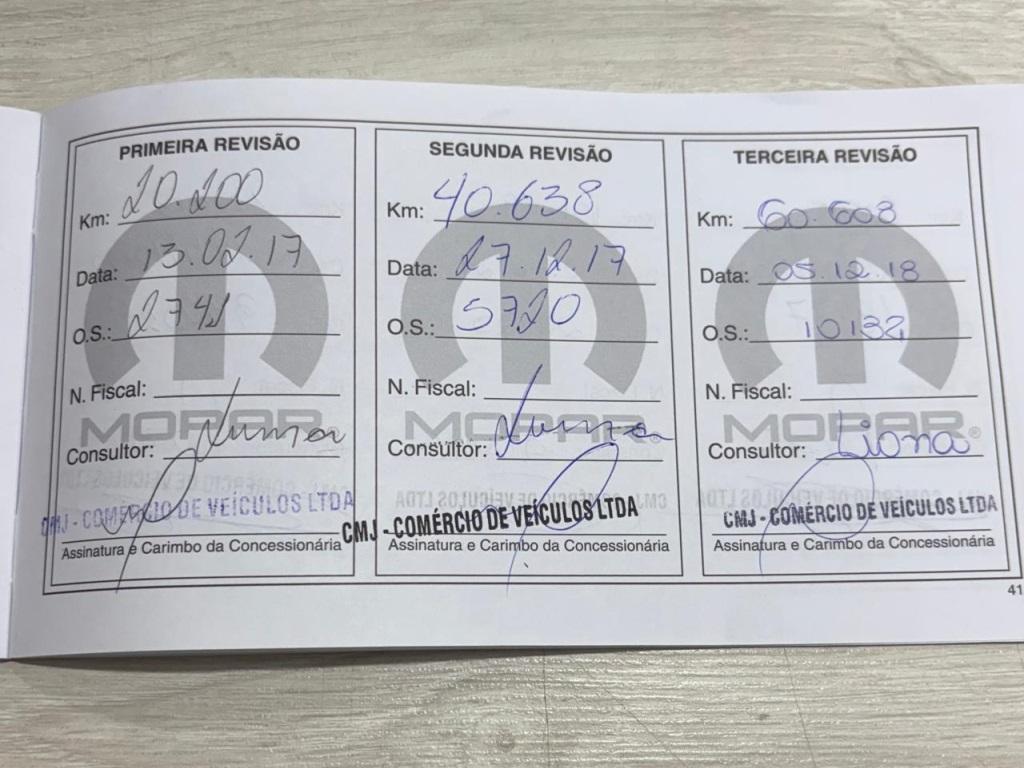 PRIMEIRA REVISÃO
Km: 20.200
Data: 13.02.17
O.S.: 2741
N. Fiscal:
MOPAR
Consultor:
CMJ - COMÉRCIO DE VEÍCULOS LTDA
Assinatura e Carimbo da Concessionária
SEGUNDA REVISÃO
Km: 40.638
Data: 27.12.17
O.S.: 5720
N. Fiscal:
MOPAR®
Consultor:
CMJ - COMÉRCIO DE VEÍCULOS LTDA
Assinatura e Carimbo da Concessionária
TERCEIRA REVISÃO
Km: 60.608
Data: 05.12.18
O.S.: 10132
N. Fiscal:
MOPAR®
Consultor:
CMJ - COMÉRCIO DE VEÍCULOS LTDA
Assinatura e Carimbo da Concessionária
41